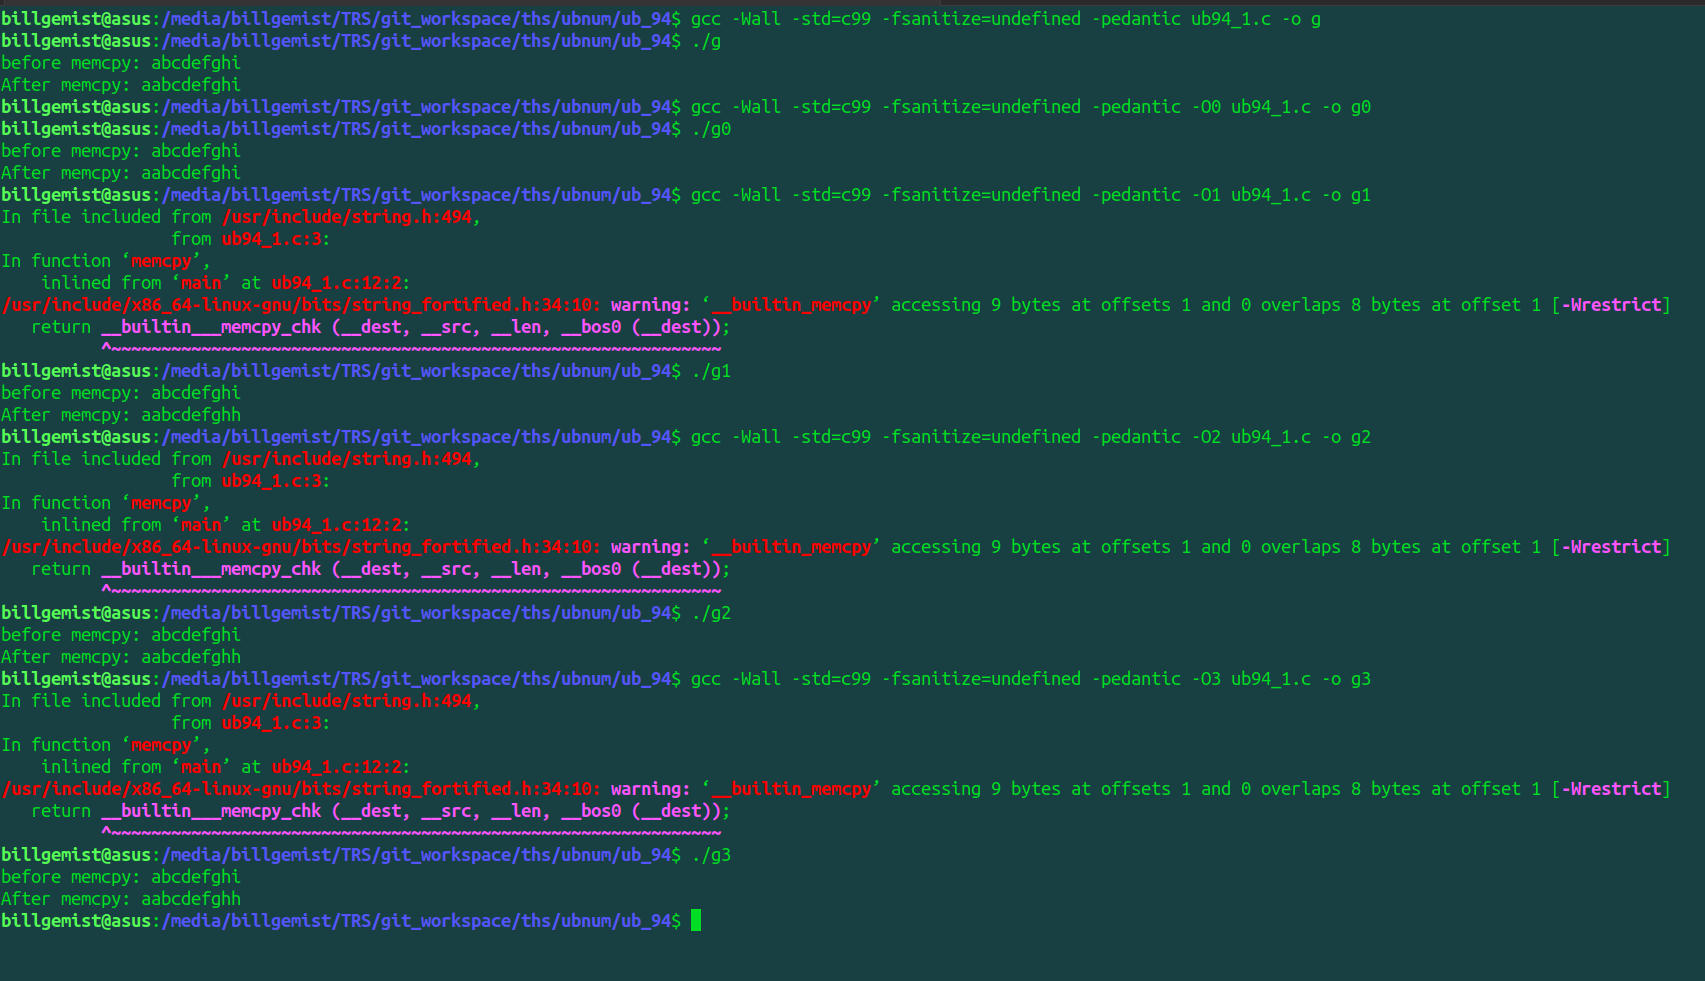 billgemist@asus:/media/billgemist/TRS/git_workspace/ths/ubnum/ub_94$ gcc -Wall -std=c99 -fsanitize=undefined -pedantic ub94_1.c -o g
billgemist@asus:/media/billgemist/TRS/git_workspace/ths/ubnum/ub_94$ ./g
before memcpy: abcdefghi
After memcpy: aabcdefghi
billgemist@asus:/media/billgemist/TRS/git_workspace/ths/ubnum/ub_94$ gcc -Wall -std=c99 -fsanitize=undefined -pedantic -O0 ub94_1.c -o g0
billgemist@asus:/media/billgemist/TRS/git_workspace/ths/ubnum/ub_94$ ./g0
before memcpy: abcdefghi
After memcpy: aabcdefghi
billgemist@asus:/media/billgemist/TRS/git_workspace/ths/ubnum/ub_94$ gcc -Wall -std=c99 -fsanitize=undefined -pedantic -O1 ub94_1.c -o g1
In file included from /usr/include/string.h:494,
                 from ub94_1.c:3:
In function ‘memcpy’,
    inlined from ‘main’ at ub94_1.c:12:2:
/usr/include/x86_64-linux-gnu/bits/string_fortified.h:34:10: warning: ‘__builtin_memcpy’ accessing 9 bytes at offsets 1 and 0 overlaps 8 bytes at offset 1 [-Wrestrict]
   return __builtin___memcpy_chk (__dest, __src, __len, __bos0 (__dest));
          ^~~~~~~~~~~~~~~~~~~~~~~~~~~~~~~~~~~~~~~~~~~~~~~~~~~~~~~~~~~~~~
billgemist@asus:/media/billgemist/TRS/git_workspace/ths/ubnum/ub_94$ ./g1
before memcpy: abcdefghi
After memcpy: aabcdefghh
billgemist@asus:/media/billgemist/TRS/git_workspace/ths/ubnum/ub_94$ gcc -Wall -std=c99 -fsanitize=undefined -pedantic -O2 ub94_1.c -o g2
In file included from /usr/include/string.h:494,
                 from ub94_1.c:3:
In function ‘memcpy’,
    inlined from ‘main’ at ub94_1.c:12:2:
/usr/include/x86_64-linux-gnu/bits/string_fortified.h:34:10: warning: ‘__builtin_memcpy’ accessing 9 bytes at offsets 1 and 0 overlaps 8 bytes at offset 1 [-Wrestrict]
   return __builtin___memcpy_chk (__dest, __src, __len, __bos0 (__dest));
          ^~~~~~~~~~~~~~~~~~~~~~~~~~~~~~~~~~~~~~~~~~~~~~~~~~~~~~~~~~~~~~
billgemist@asus:/media/billgemist/TRS/git_workspace/ths/ubnum/ub_94$ ./g2
before memcpy: abcdefghi
After memcpy: aabcdefghh
billgemist@asus:/media/billgemist/TRS/git_workspace/ths/ubnum/ub_94$ gcc -Wall -std=c99 -fsanitize=undefined -pedantic -O3 ub94_1.c -o g3
In file included from /usr/include/string.h:494,
                 from ub94_1.c:3:
In function ‘memcpy’,
    inlined from ‘main’ at ub94_1.c:12:2:
/usr/include/x86_64-linux-gnu/bits/string_fortified.h:34:10: warning: ‘__builtin_memcpy’ accessing 9 bytes at offsets 1 and 0 overlaps 8 bytes at offset 1 [-Wrestrict]
   return __builtin___memcpy_chk (__dest, __src, __len, __bos0 (__dest));
          ^~~~~~~~~~~~~~~~~~~~~~~~~~~~~~~~~~~~~~~~~~~~~~~~~~~~~~~~~~~~~~
billgemist@asus:/media/billgemist/TRS/git_workspace/ths/ubnum/ub_94$ ./g3
before memcpy: abcdefghi
After memcpy: aabcdefghh
billgemist@asus:/media/billgemist/TRS/git_workspace/ths/ubnum/ub_94$